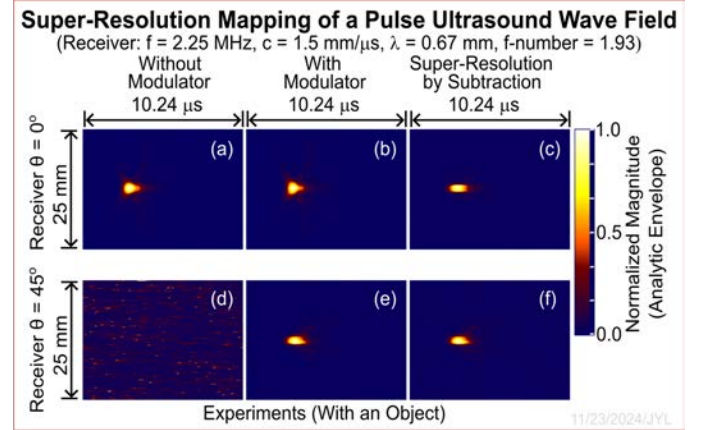 Super-Resolution Mapping of a Pulse Ultrasound Wave Field
(Receiver: f = 2.25 MHz, c = 1.5 mm/μs, λ = 0.67 mm, f-number = 1.93)
Without Modulator
With Modulator
Super-Resolution by Subtraction
10.24 μs
10.24 μs
10.24 μs
Receiver θ = 0°
25 mm
(a)
(b)
(c)
1.0
0.5
0.0
Normalized Magnitude
(Analytic Envelope)
Receiver θ = 45°
25 mm
(d)
(e)
(f)
Experiments (With an Object)
11/23/2024/JYL